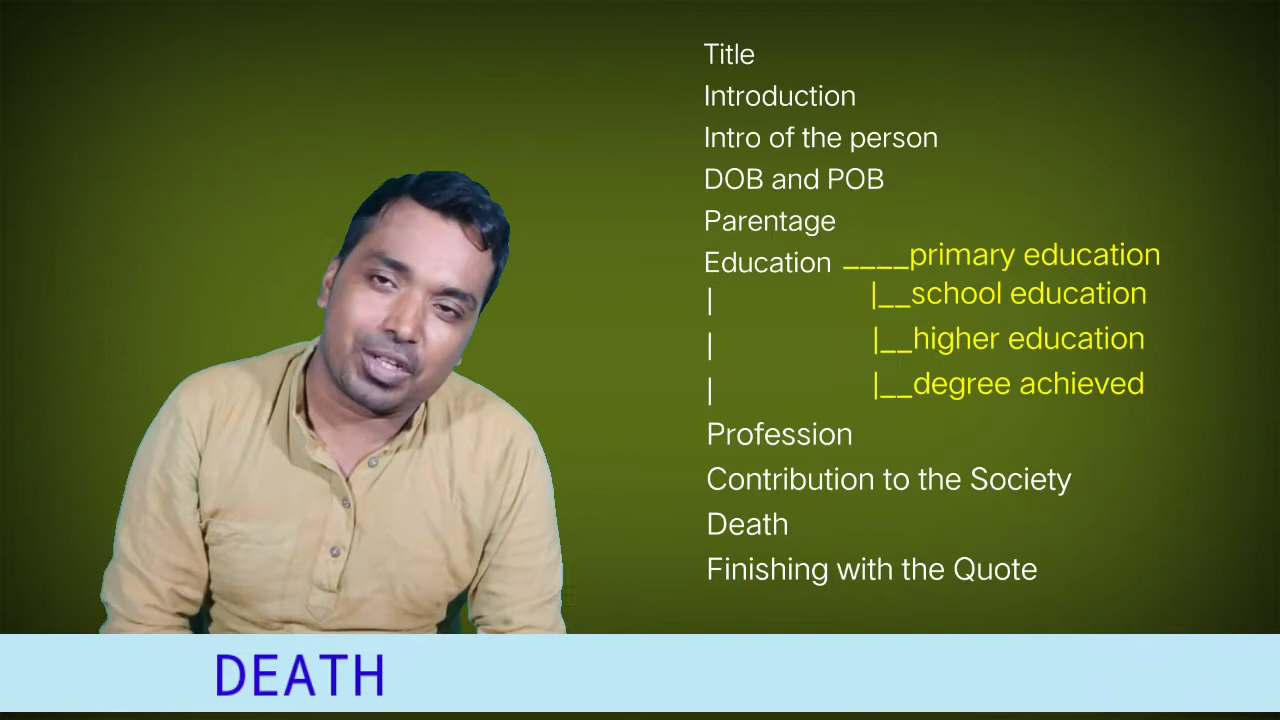 Title
Introduction
Intro of the person
DOB and POB
Parentage
Education ____primary education
| |__school education
| |__higher education
| |__degree achieved
Profession
Contribution to the Society
Death
Finishing with the Quote
DEATH